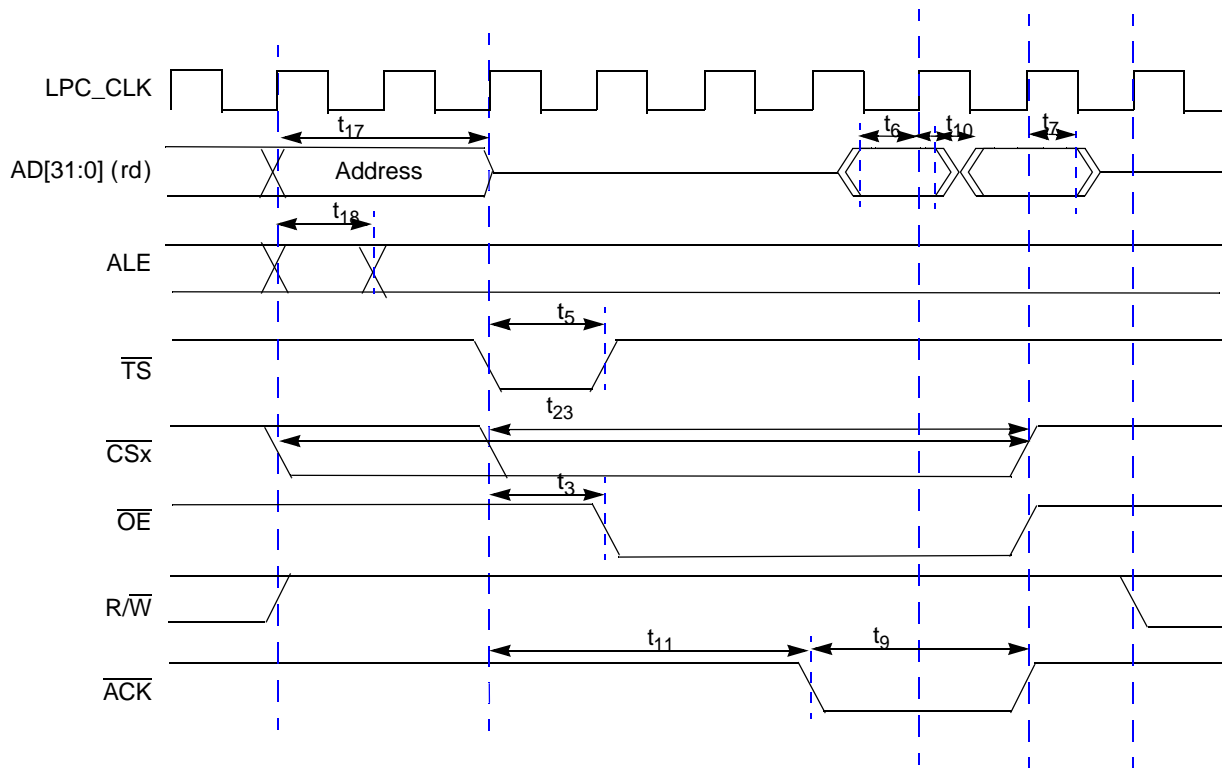 LPC_CLK
t17
t6
t10
t7
AD[31:0] (rd)
Address
t18
ALE
t5
TS
t23
CSx
t3
OE
R/W
t11
t9
ACK